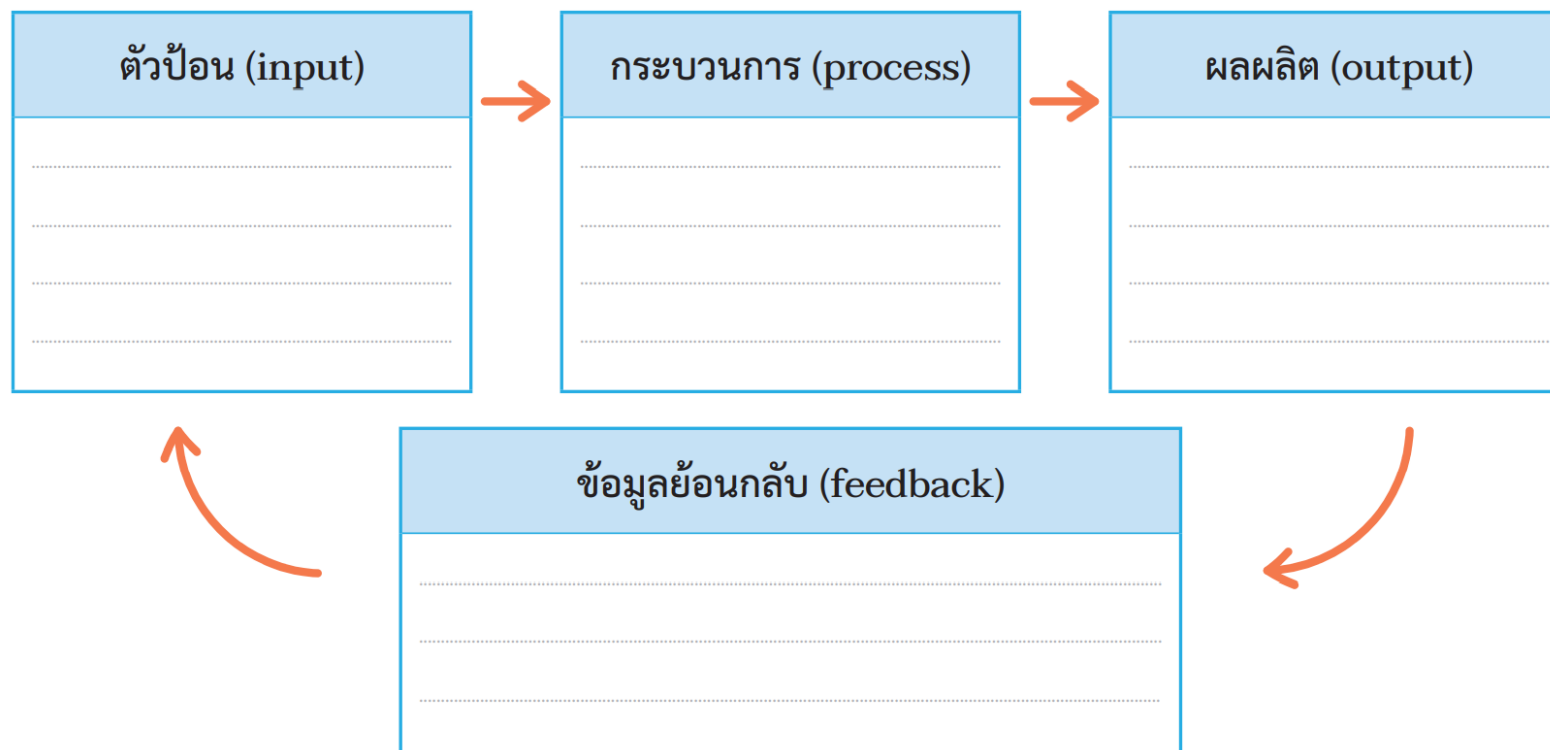 ตัวป้อน (input)
กระบวนการ (process)
ผลผลิต (output)
ข้อมูลย้อนกลับ (feedback)